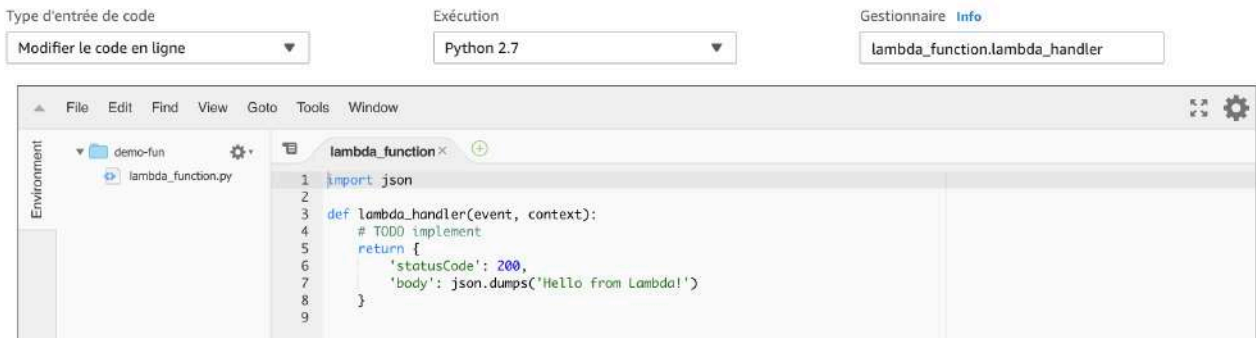 Type d'entrée de code Exécution Gestionnaire Info
Modifier le code en ligne Python 2.7 lambda_function.lambda_handler
File Edit Find View Goto Tools Window
Environment
demo-fun
lambda_function.py
lambda_function
1 import json
2
3 def lambda_handler(event, context):
4     # TODO implement
5     return {
6         'statusCode': 200,
7         'body': json.dumps('Hello from Lambda!')
8     }
9